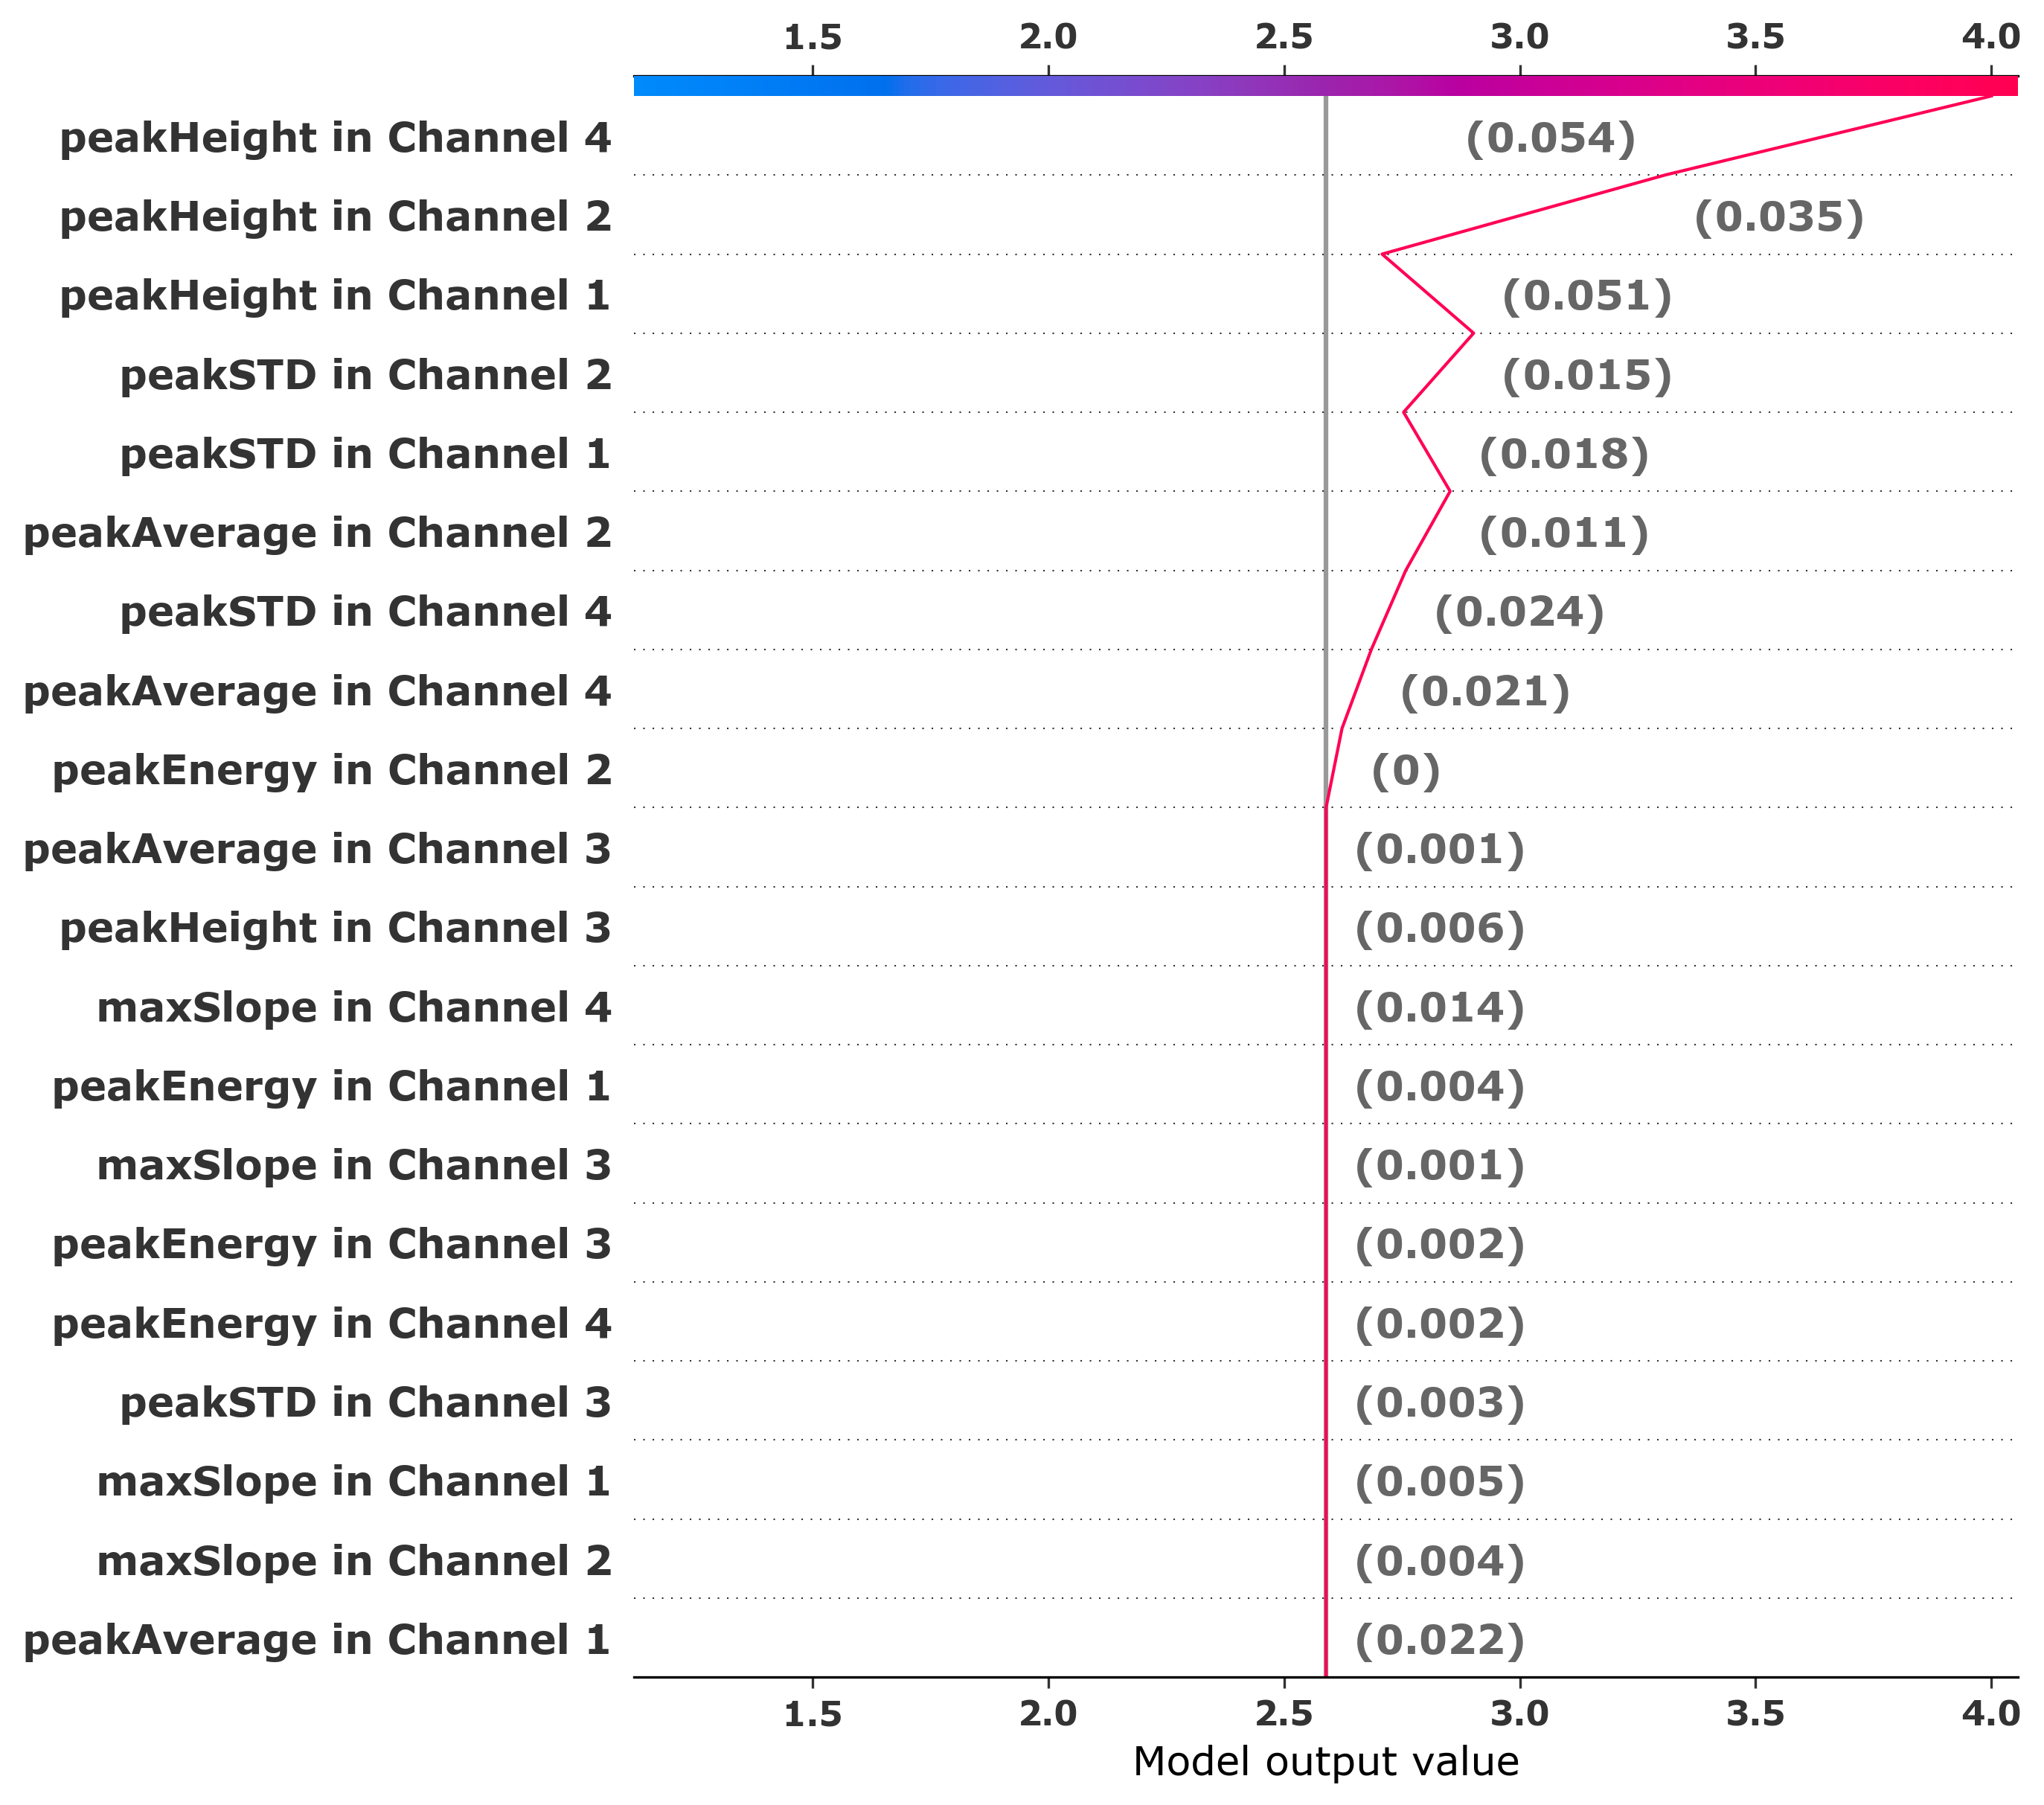 1.5 2.0 2.5 3.0 3.5 4.0
peakHeight in Channel 4 (0.054)
peakHeight in Channel 2 (0.035)
peakHeight in Channel 1 (0.051)
peakSTD in Channel 2 (0.015)
peakSTD in Channel 1 (0.018)
peakAverage in Channel 2 (0.011)
peakSTD in Channel 4 (0.024)
peakAverage in Channel 4 (0.021)
peakEnergy in Channel 2 (0)
peakAverage in Channel 3 (0.001)
peakHeight in Channel 3 (0.006)
maxSlope in Channel 4 (0.014)
peakEnergy in Channel 1 (0.004)
maxSlope in Channel 3 (0.001)
peakEnergy in Channel 3 (0.002)
peakEnergy in Channel 4 (0.002)
peakSTD in Channel 3 (0.003)
maxSlope in Channel 1 (0.005)
maxSlope in Channel 2 (0.004)
peakAverage in Channel 1 (0.022)
1.5 2.0 2.5 3.0 3.5 4.0
Model output value